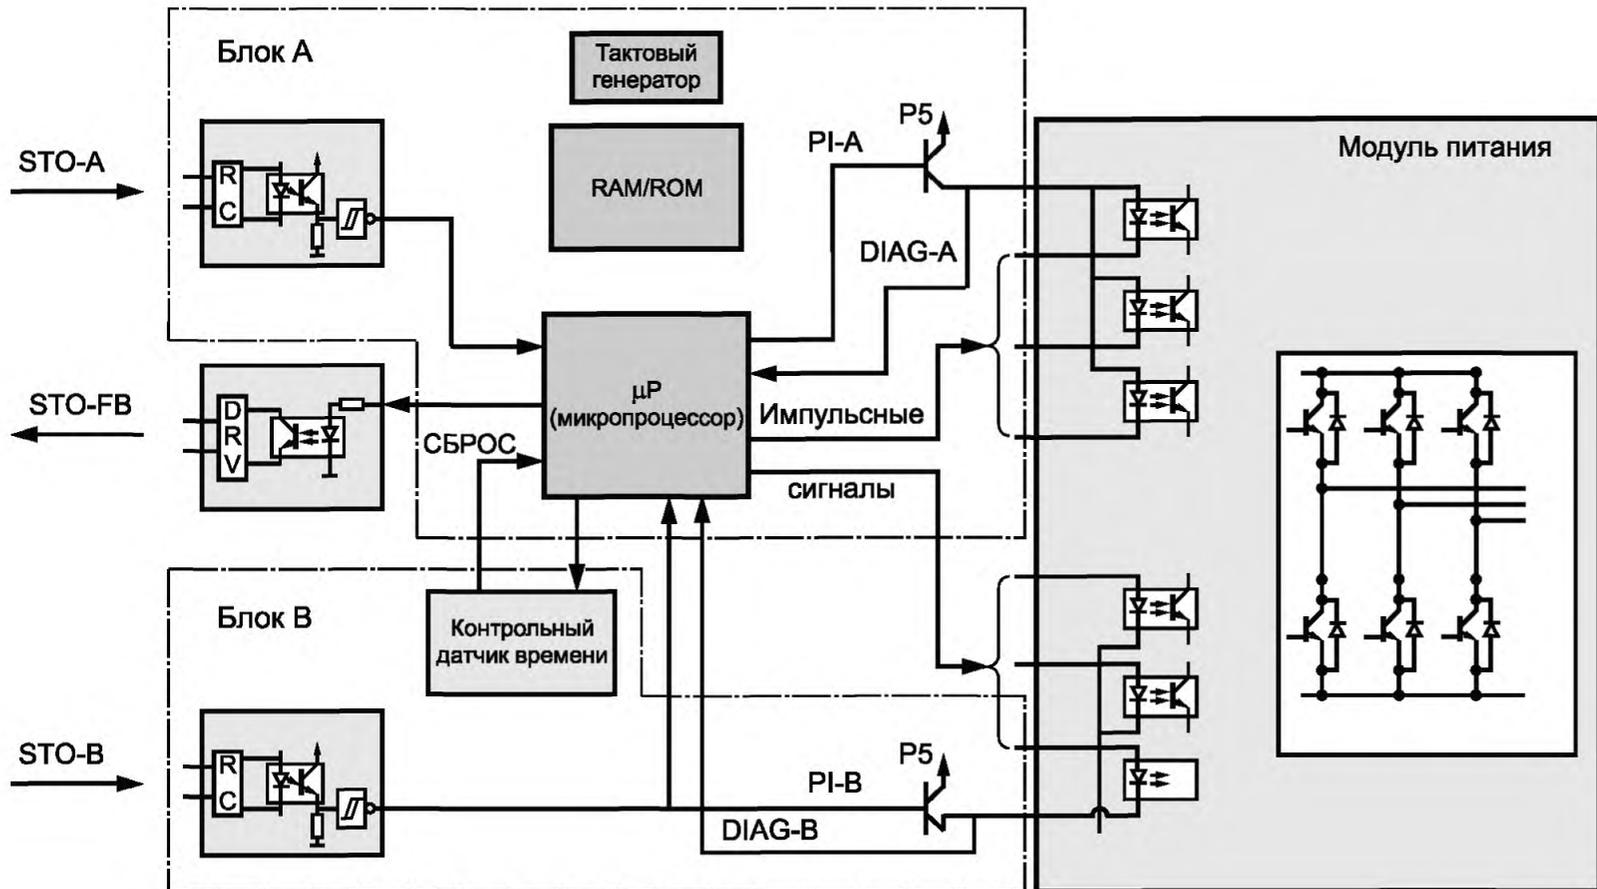 Блок А
Тактовый
генератор
P5
PI-A
Модуль питания
STO-A
R
C
RAM/ROM
DIAG-A
μP
(микропроцессор)
STO-FB
D
R
V
Импульсные
СБРОС
сигналы
Блок В
Контрольный
датчик времени
STO-B
R
C
P5
PI-B
DIAG-B